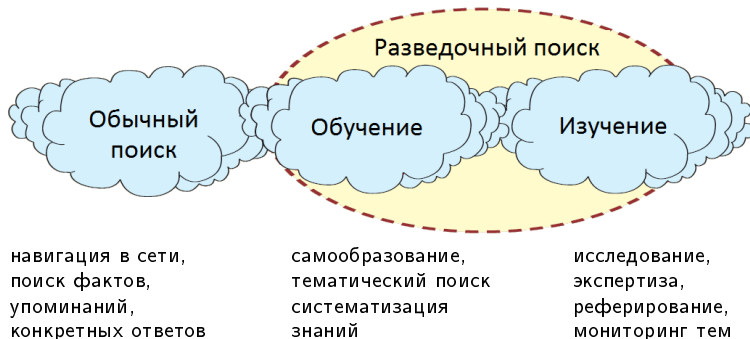 Разведочный поиск
Обычный
поиск
Обучение
Изучение
навигация в сети,
поиск фактов,
упоминаний,
конкретных ответов
самообразование,
тематический поиск
систематизация
знаний
исследование,
экспертиза,
реферирование,
мониторинг тем